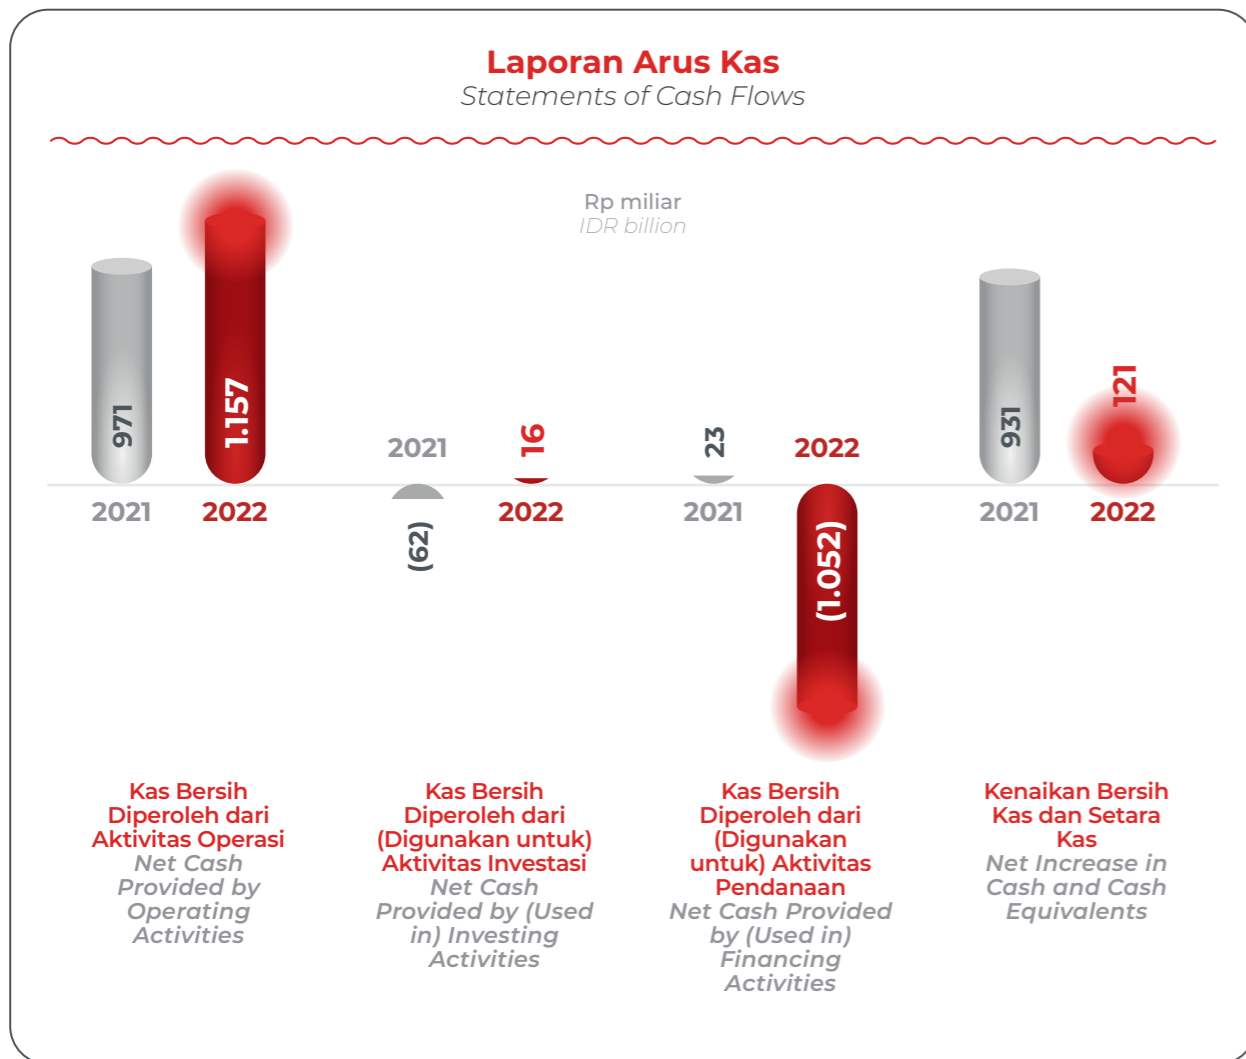 Laporan Arus Kas
Statements of Cash Flows
Rp miliar
IDR billion
971
2021
1.157
2022
2021
(62)
16
2022
23
2021
2022
(1.052)
931
2021
121
2022
Kas Bersih
Diperoleh dari
Aktivitas Operasi
Net Cash
Provided by
Operating
Activities
Kas Bersih
Diperoleh dari
(Digunakan untuk)
Aktivitas Investasi
Net Cash
Provided by (Used
in) Investing
Activities
Kas Bersih
Diperoleh dari
(Digunakan
untuk) Aktivitas
Pendanaan
Net Cash Provided
by (Used in)
Financing
Activities
Kenaikan Bersih
Kas dan Setara
Kas
Net Increase in
Cash and Cash
Equivalents